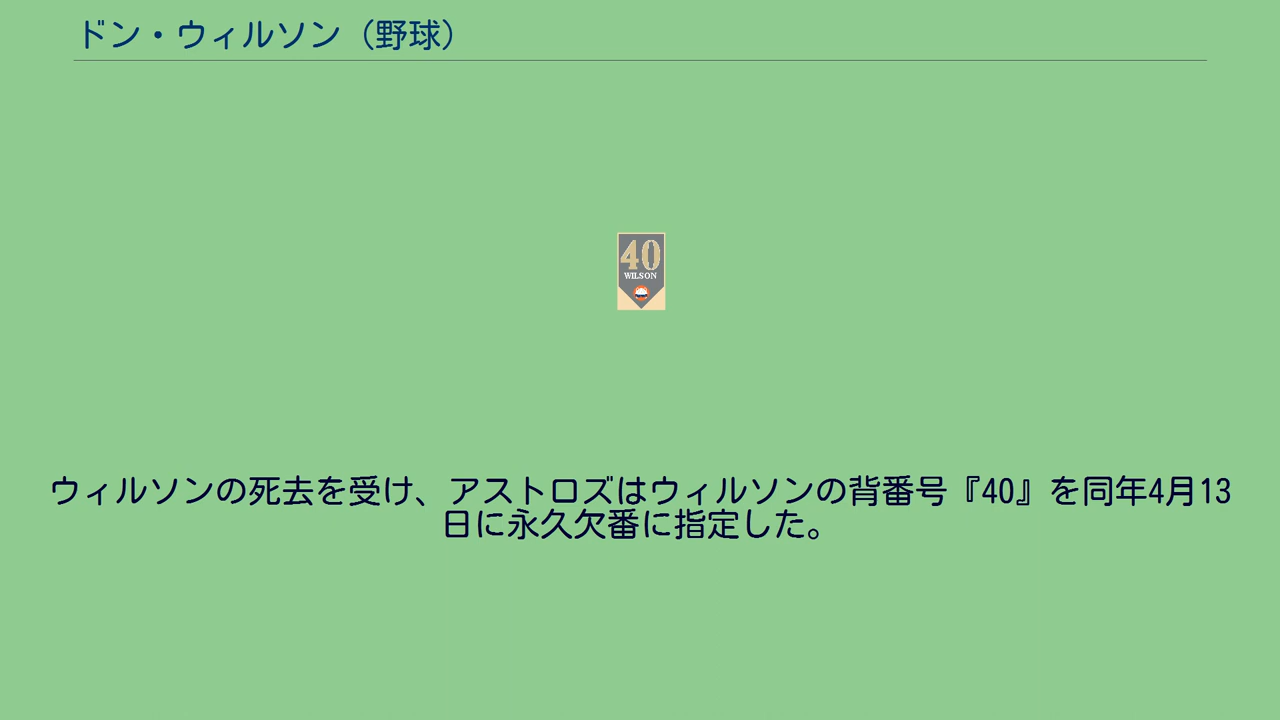 ドン・ウィルソン（野球）
40
WILSON
ウィルソンの死去を受け、アストロズはウィルソンの背番号『40』を同年4月13
日に永久欠番に指定した。